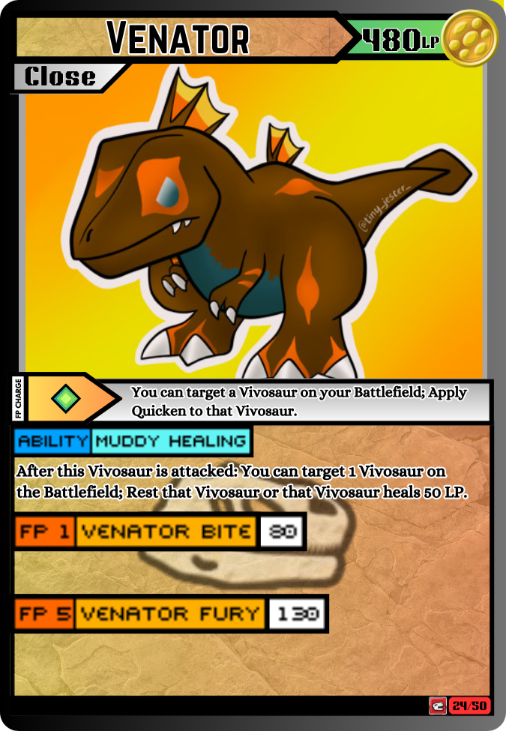 VENATOR
480LP
Close
@tiny_jester_
FP CHARGE
You can target a Vivosaur on your Battlefield; Apply
Quicken to that Vivosaur.
ABILITY MUDDY HEALING
After this Vivosaur is attacked: You can target 1 Vivosaur on
the Battlefield; Rest that Vivosaur or that Vivosaur heals 50 LP.
FP 1 VENATOR BITE 80
FP 5 VENATOR FURY 130
24/50